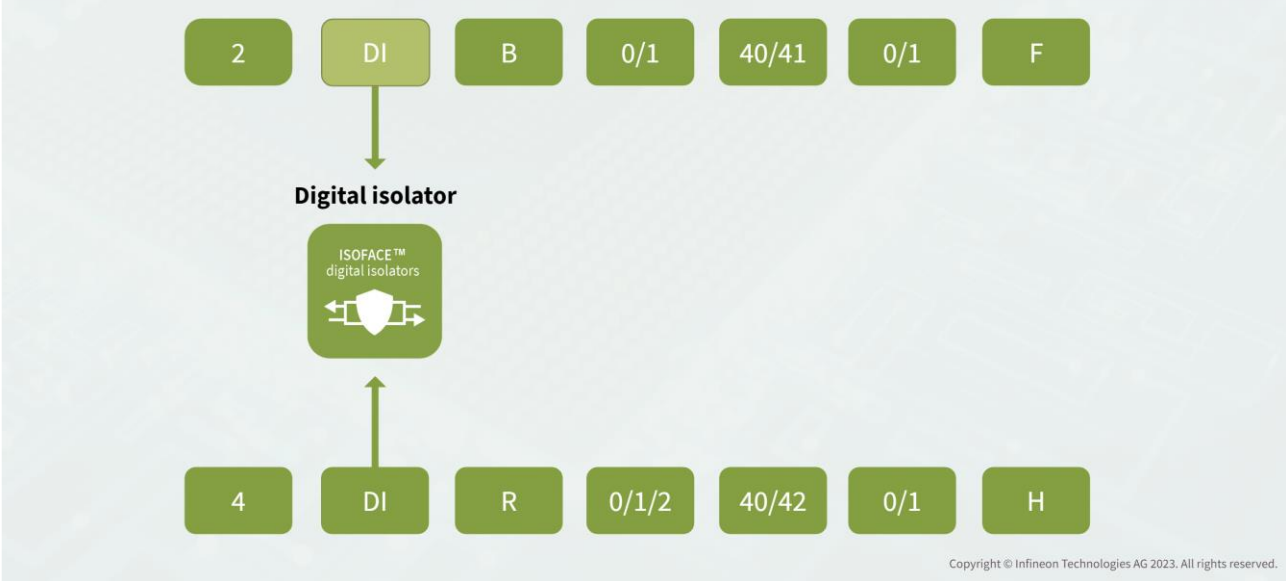 2 DI B 0/1 40/41 0/1 F
Digital isolator
ISOFACE™
digital isolators
4 DI R 0/1/2 40/42 0/1 H
Copyright © Infineon Technologies AG 2023. All rights reserved.